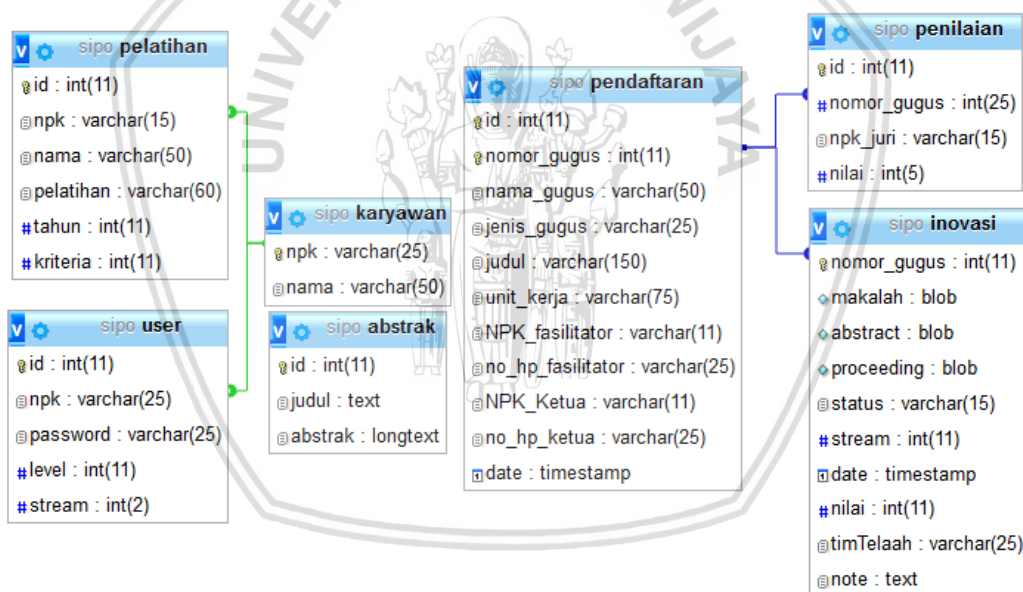 sipo pelatihan
id : int(11)
npk : varchar(15)
nama : varchar(50)
pelatihan : varchar(60)
tahun : int(11)
kriteria : int(11)
sipo user
id : int(11)
npk : varchar(25)
password : varchar(25)
level : int(11)
stream : int(2)
sipo karyawan
npk : varchar(25)
nama : varchar(50)
sipo abstrak
id : int(11)
judul : text
abstrak : longtext
sipo pendaftaran
id : int(11)
nomor_gugus : int(11)
nama_gugus : varchar(50)
jenis_gugus : varchar(25)
judul : varchar(150)
unit_kerja : varchar(75)
NPK_fasilitator : varchar(11)
no_hp_fasilitator : varchar(25)
NPK_Ketua : varchar(11)
no_hp_ketua : varchar(25)
date : timestamp
sipo penilaian
id : int(11)
nomor_gugus : int(25)
npk_juri : varchar(15)
nilai : int(5)
sipo inovasi
nomor_gugus : int(11)
makalah : blob
abstract : blob
proceeding : blob
status : varchar(15)
stream : int(11)
date : timestamp
nilai : int(11)
timTelaah : varchar(25)
note : text